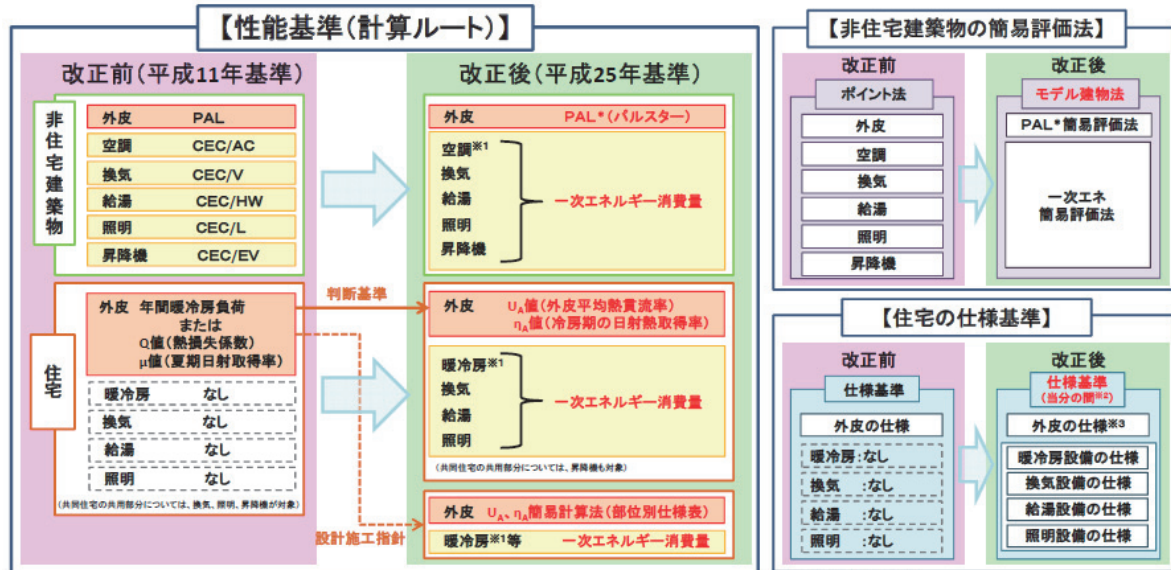 【性能基準(計算ルート)】
改正前(平成11年基準)
改正後(平成25年基準)
非住宅建築物
外皮 PAL
空調 CEC/AC
換気 CEC/V
給湯 CEC/HW
照明 CEC/L
昇降機 CEC/EV
外皮 PAL*(パルスター)
空調※1
換気
給湯
照明
昇降機
一次エネルギー消費量
住宅
外皮 年間暖冷房負荷
または
Q値(熱損失係数)
μ値(夏期日射取得率)
暖冷房 なし
換気 なし
給湯 なし
照明 なし
(共同住宅の共用部分については、換気、照明、昇降機が対象)
判断基準
設計施工指針
外皮 UA値(外皮平均熱貫流率)
ηA値(冷房期の日射熱取得率)
暖冷房※1
換気
給湯
照明
一次エネルギー消費量
(共同住宅の共用部分については、昇降機も対象)
外皮 UA、ηA簡易計算法(部位別仕様表)
暖冷房※1等 一次エネルギー消費量
【非住宅建築物の簡易評価法】
改正前
改正後
ポイント法
外皮
空調
換気
給湯
照明
昇降機
モデル建物法
PAL*簡易評価法
一次エネ
簡易評価法
【住宅の仕様基準】
改正前
改正後
仕様基準
外皮の仕様
暖冷房:なし
換気 :なし
給湯 :なし
照明 :なし
仕様基準
(当分の間※2)
外皮の仕様※3
暖冷房設備の仕様
換気設備の仕様
給湯設備の仕様
照明設備の仕様